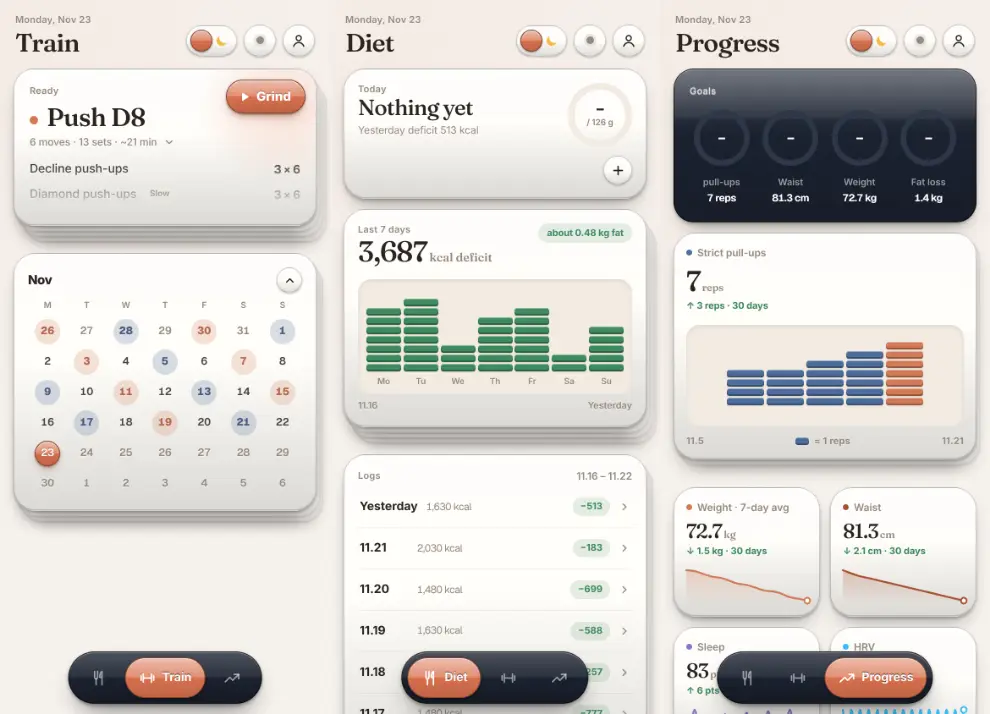 Monday, Nov 23
Train
Ready
Grind
Push D8
6 moves · 13 sets · ~21 min
Decline push-ups 3 × 6
Diamond push-ups Slow 3 × 6
Nov
M T W T F S S
26 27 28 29 30 31 1
2 3 4 5 6 7 8
9 10 11 12 13 14 15
16 17 18 19 20 21 22
23 24 25 26 27 28 29
30 1 2 3 4 5 6
Train
Monday, Nov 23
Diet
Today
Nothing yet
Yesterday deficit 513 kcal
-
/ 126 g
+
Last 7 days
about 0.48 kg fat
3,687 kcal deficit
Mo Tu We Th Fr Sa Su
11.16 Yesterday
Logs 11.16 – 11.22
Yesterday 1,630 kcal −513
11.21 2,030 kcal −183
11.20 1,480 kcal −699
11.19 1,630 kcal −588
11.18 257
11.17 1,480 kcal −777
Diet
Monday, Nov 23
Progress
Goals
- - - -
pull-ups Waist Weight Fat loss
7 reps 81.3 cm 72.7 kg 1.4 kg
Strict pull-ups
7 reps
↑ 3 reps · 30 days
11.5 = 1 reps 11.21
Weight · 7-day avg
72.7 kg
↓ 1.5 kg · 30 days
Waist
81.3 cm
↓ 2.1 cm · 30 days
Sleep
83
↑ 6 pts
HRV
Progress